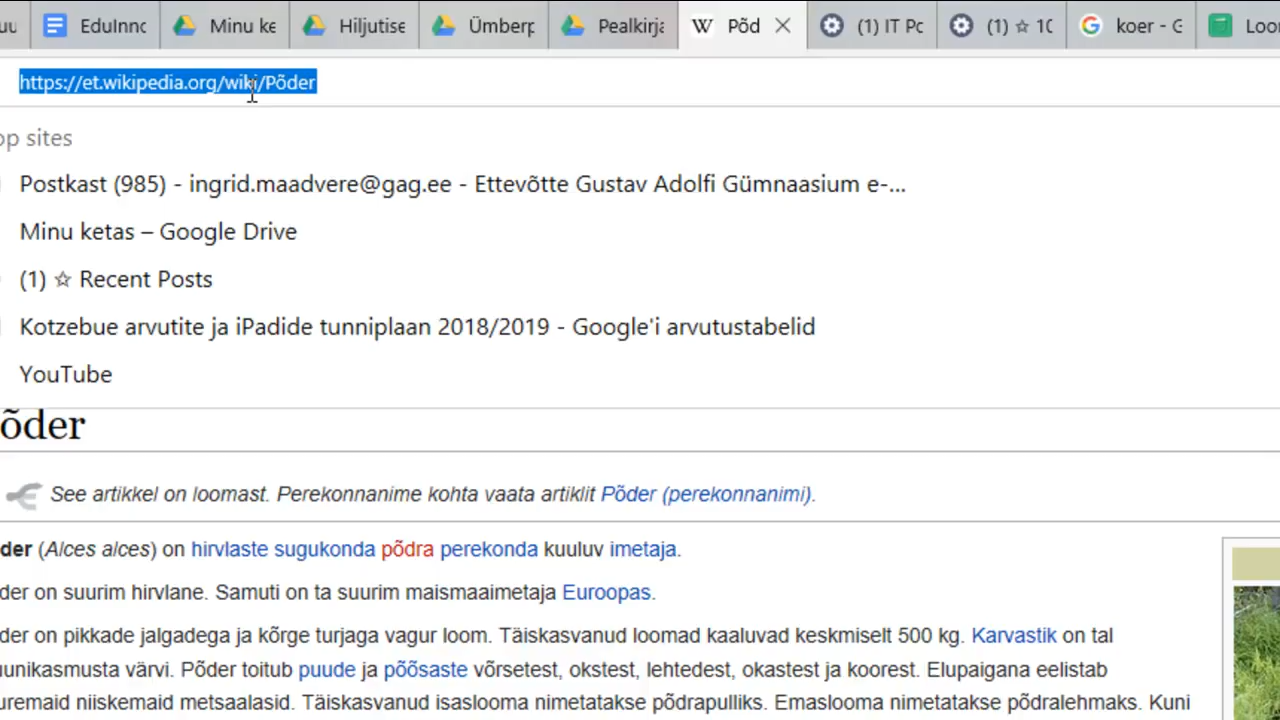 uu EduInnc Minu ke Hiljutise Ümberp Pealkirja W Põd (1) IT Pc (1) ☆ 10 koer - G Loo
https://et.wikipedia.org/wiki/Põder
op sites
Postkast (985) - ingrid.maadvere@gag.ee - Ettevõtte Gustav Adolfi Gümnaasium e-...
Minu ketas – Google Drive
(1) ☆ Recent Posts
Kotzebue arvutite ja iPadide tunniplaan 2018/2019 - Google'i arvutustabelid
YouTube
õder
See artikkel on loomast. Perekonnanime kohta vaata artiklit Põder (perekonnanimi).
der (Alces alces) on hirvlaste sugukonda põdra perekonda kuuluv imetaja.
der on suurim hirvlane. Samuti on ta suurim maismaaimetaja Euroopas.
der on pikkade jalgadega ja kõrge turjaga vagur loom. Täiskasvanud loomad kaaluvad keskmiselt 500 kg. Karvastik on tal
uunikasmusta värvi. Põder toitub puude ja põõsaste võrsetest, okstest, lehtedest, okastest ja koorest. Elupaigana eelistab
uremaid niiskemaid metsaalasid. Täiskasvanud isaslooma nimetatakse põdrapulliks. Emaslooma nimetatakse põdralehmaks. Kuni